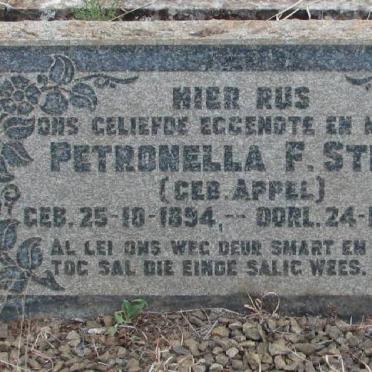 HIER RUS
ONS GELIEFDE EGGENOTE EN
PETRONELLA F.
(GEB. APPEL)
GEB. 25-10-1894,-- OORL. 24-1
AL LEI ONS WEG DEUR SMART EN
TOG SAL DIE EINDE SALIG WEES.